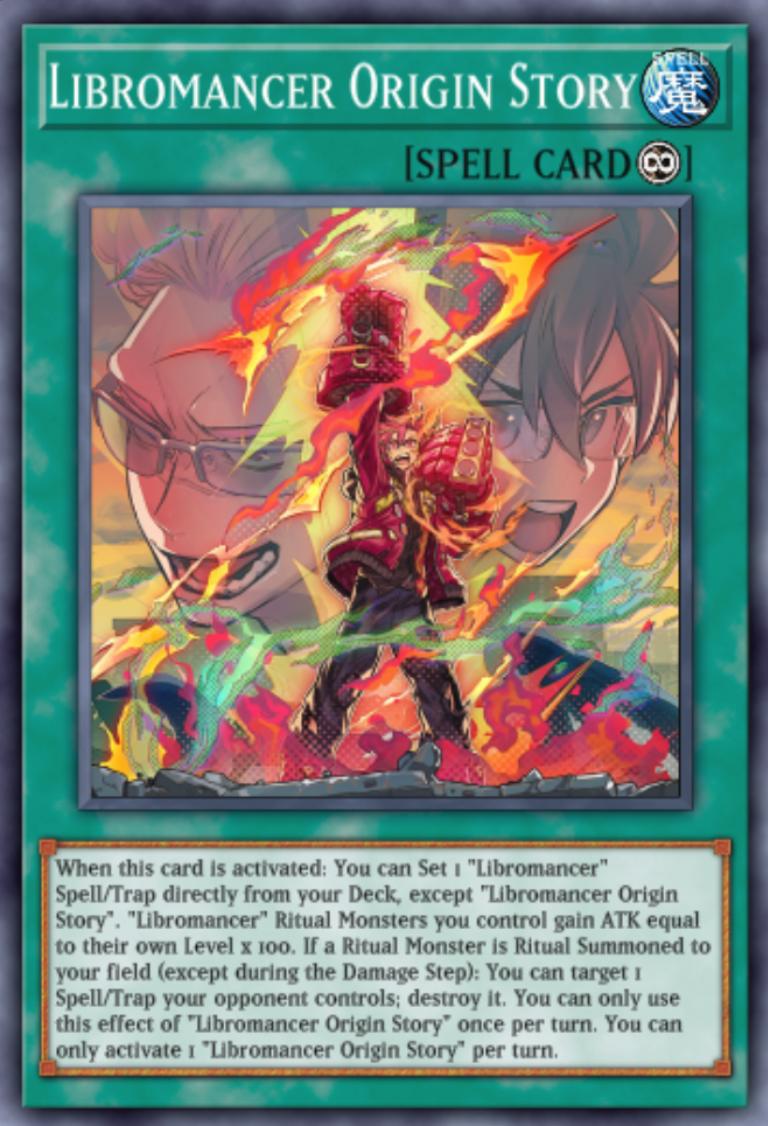 Libromancer Origin Story
SPELL
魔
[SPELL CARD♾]
When this card is activated: You can Set 1 "Libromancer"
Spell/Trap directly from your Deck, except "Libromancer Origin
Story". "Libromancer" Ritual Monsters you control gain ATK equal
to their own Level x 100. If a Ritual Monster is Ritual Summoned to
your field (except during the Damage Step): You can target 1
Spell/Trap your opponent controls; destroy it. You can only use
this effect of "Libromancer Origin Story" once per turn. You can
only activate 1 "Libromancer Origin Story" per turn.